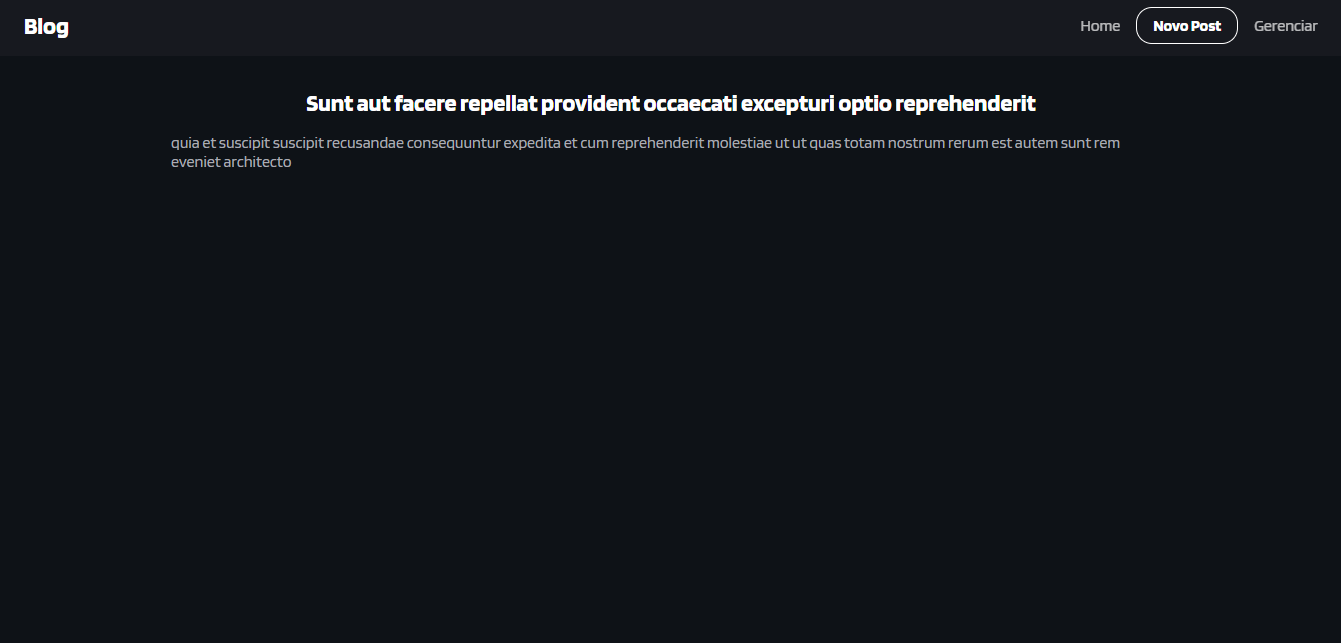 Blog
Home
Novo Post
Gerenciar
Sunt aut facere repellat provident occaecati excepturi optio reprehenderit
quia et suscipit suscipit recusandae consequuntur expedita et cum reprehenderit molestiae ut ut quas totam nostrum rerum est autem sunt rem
eveniet architecto